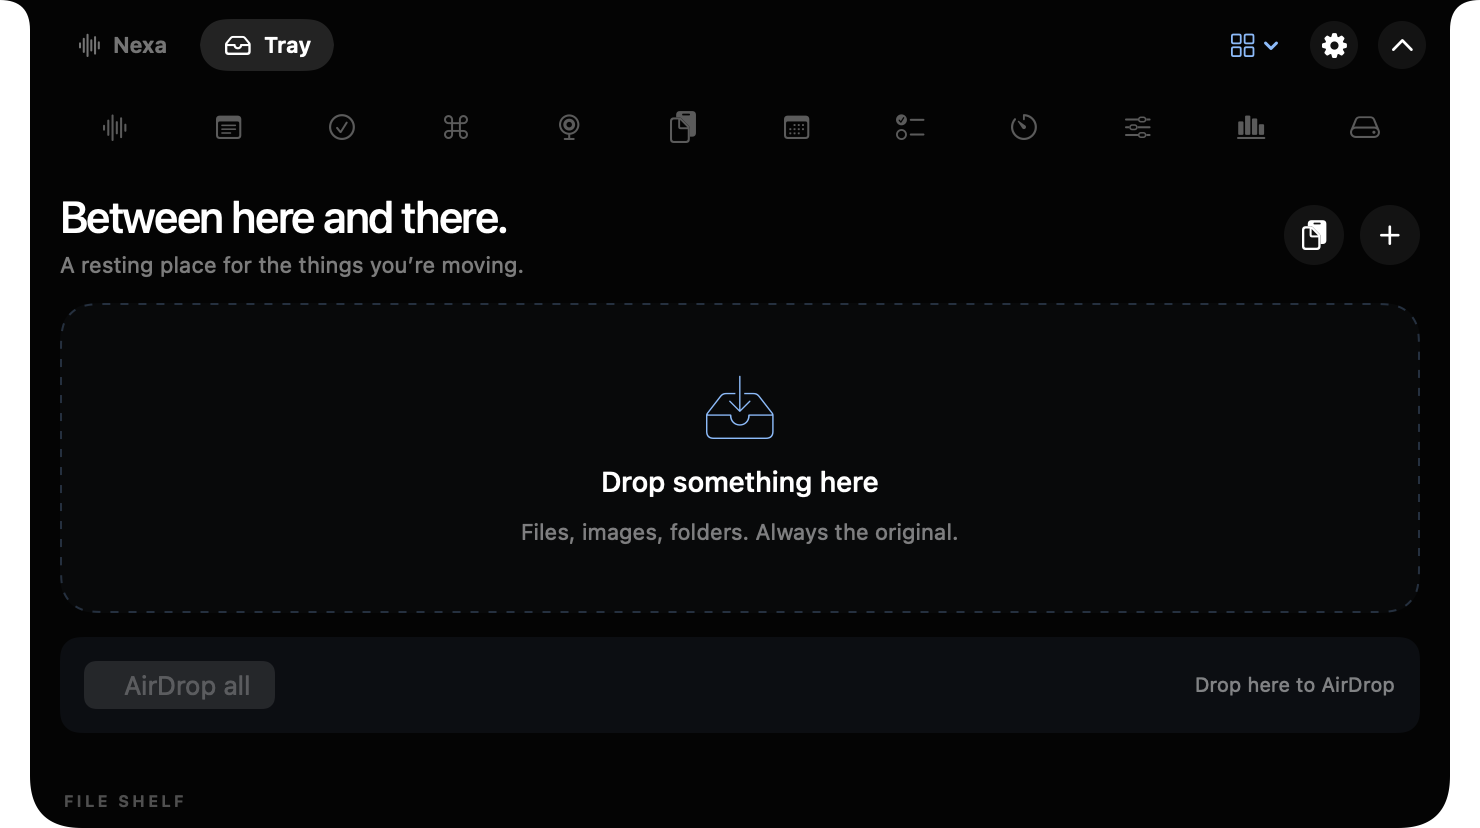 Nexa
Tray
Between here and there.
A resting place for the things you’re moving.
Drop something here
Files, images, folders. Always the original.
AirDrop all
Drop here to AirDrop
FILE SHELF